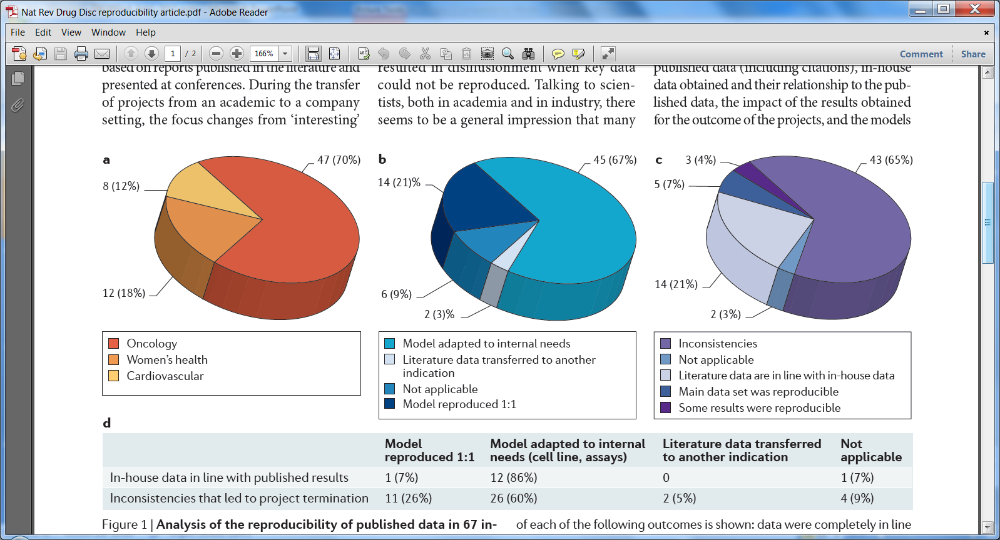 Nat Rev Drug Disc reproducibility article.pdf - Adobe Reader
File Edit View Window Help
1 / 2 166% Comment Share
based on reports published in the literature and
presented at conferences. During the transfer
of projects from an academic to a company
setting, the focus changes from ‘interesting’
resulted in disillusionment when key data
could not be reproduced. Talking to scien-
tists, both in academia and in industry, there
seems to be a general impression that many
published data (including citations), in-house
data obtained and their relationship to the pub-
lished data, the impact of the results obtained
for the outcome of the projects, and the models
a
47 (70%)
8 (12%)
12 (18%)
Oncology
Women’s health
Cardiovascular
b
45 (67%)
14 (21)%
6 (9%)
2 (3)%
Model adapted to internal needs
Literature data transferred to another
indication
Not applicable
Model reproduced 1:1
c
3 (4%)
43 (65%)
5 (7%)
14 (21%)
2 (3%)
Inconsistencies
Not applicable
Literature data are in line with in-house data
Main data set was reproducible
Some results were reproducible
d
Model Model adapted to internal Literature data transferred Not
reproduced 1:1 needs (cell line, assays) to another indication applicable
In-house data in line with published results 1 (7%) 12 (86%) 0 1 (7%)
Inconsistencies that led to project termination 11 (26%) 26 (60%) 2 (5%) 4 (9%)
Figure 1 | Analysis of the reproducibility of published data in 67 in-
of each of the following outcomes is shown: data were completely in line